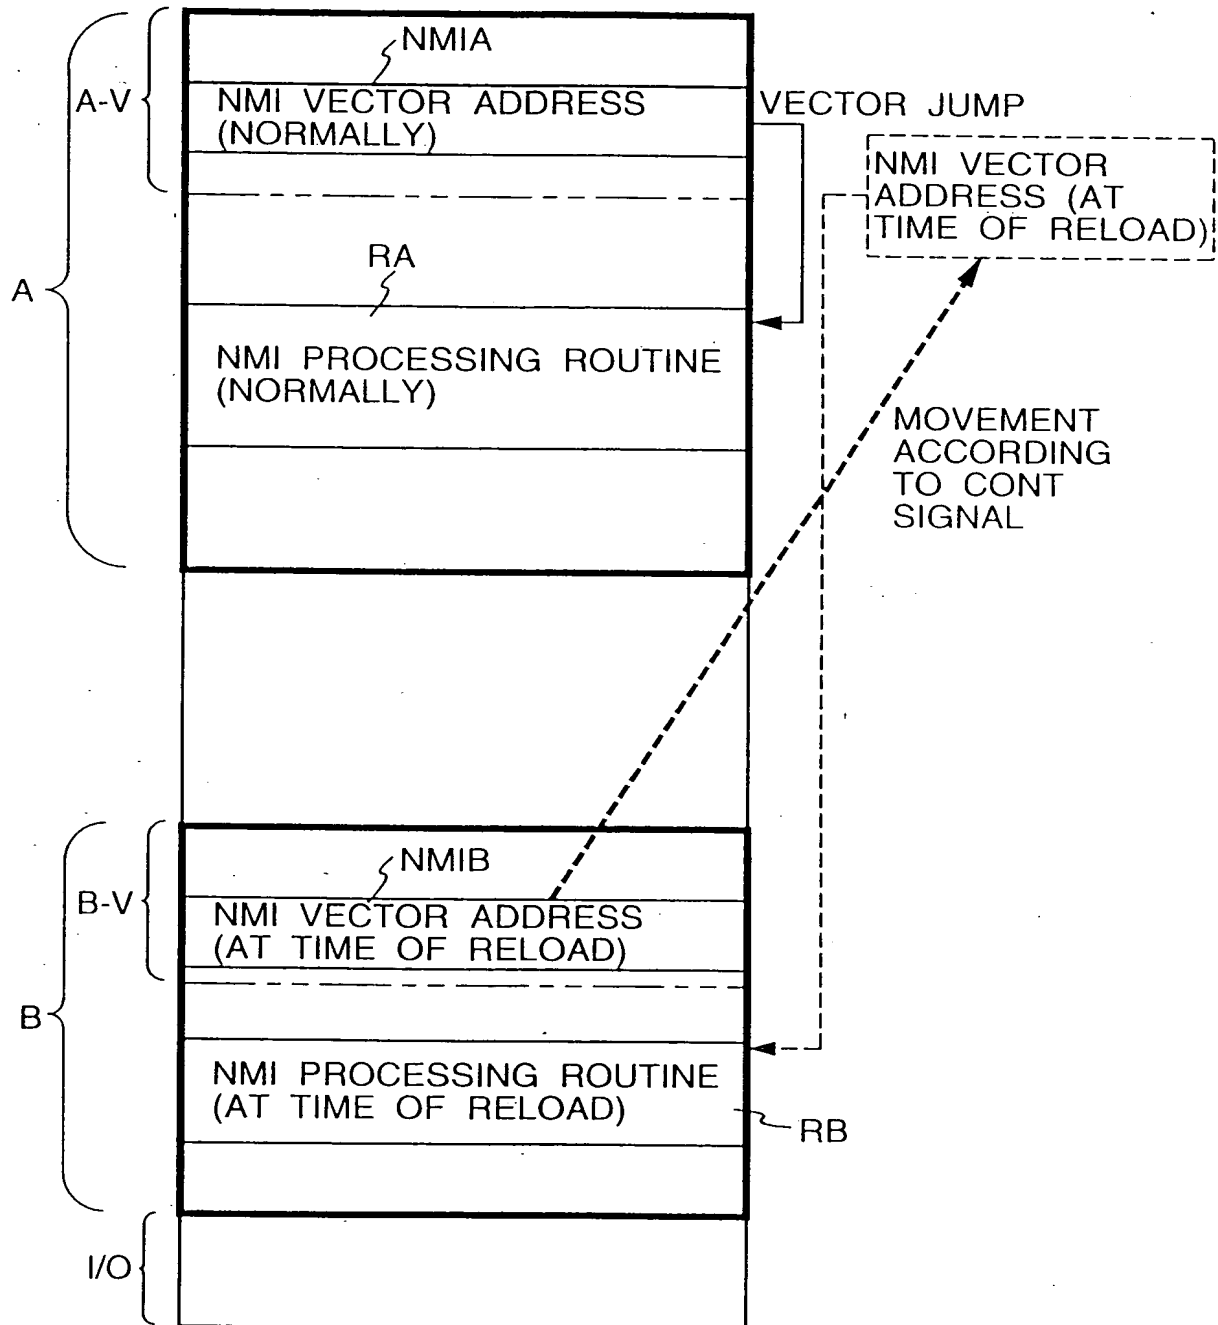 NMIA
A-V
NMI VECTOR ADDRESS
(NORMALLY)
VECTOR JUMP
NMI VECTOR
ADDRESS (AT
TIME OF RELOAD)
A
RA
NMI PROCESSING ROUTINE
(NORMALLY)
MOVEMENT
ACCORDING
TO CONT
SIGNAL
NMIB
B-V
NMI VECTOR ADDRESS
(AT TIME OF RELOAD)
B
NMI PROCESSING ROUTINE
(AT TIME OF RELOAD)
RB
I/O